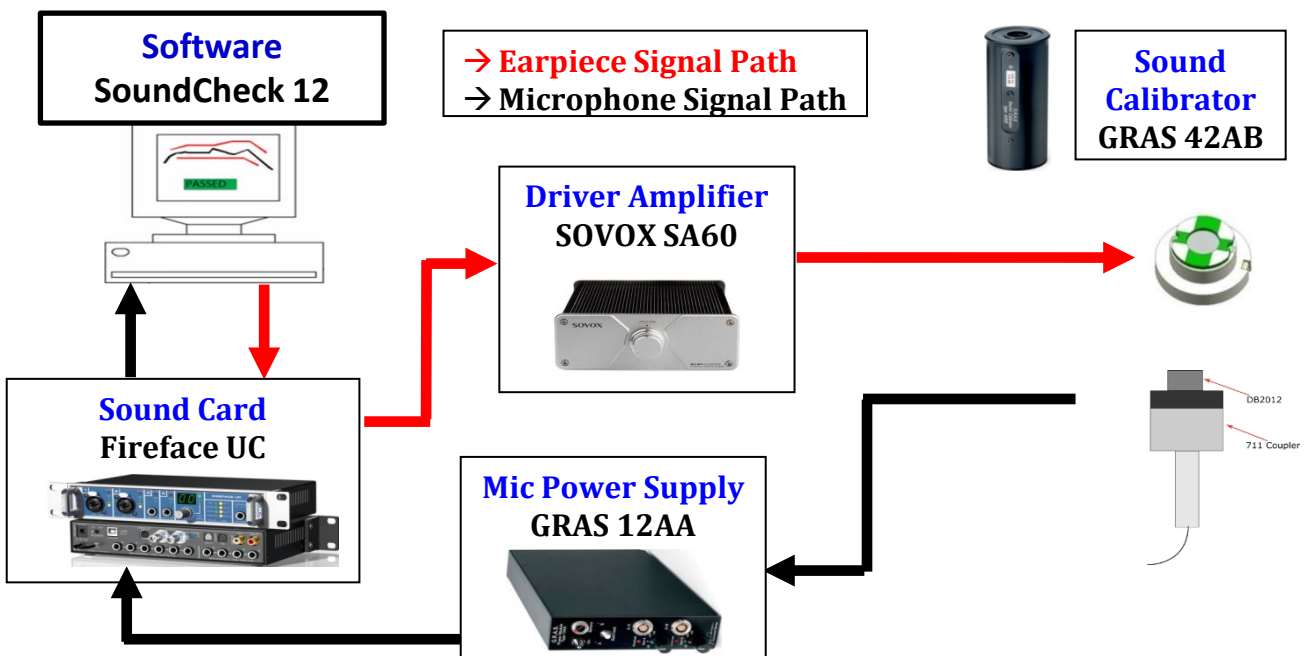 Software
SoundCheck 12
→ Earpiece Signal Path
→ Microphone Signal Path
Sound
Calibrator
GRAS 42AB
PASSED
Driver Amplifier
SOVOX SA60
SOVOX
Sound Card
Fireface UC
Mic Power Supply
GRAS 12AA
DB2012
711 Coupler
G.R.A.S.